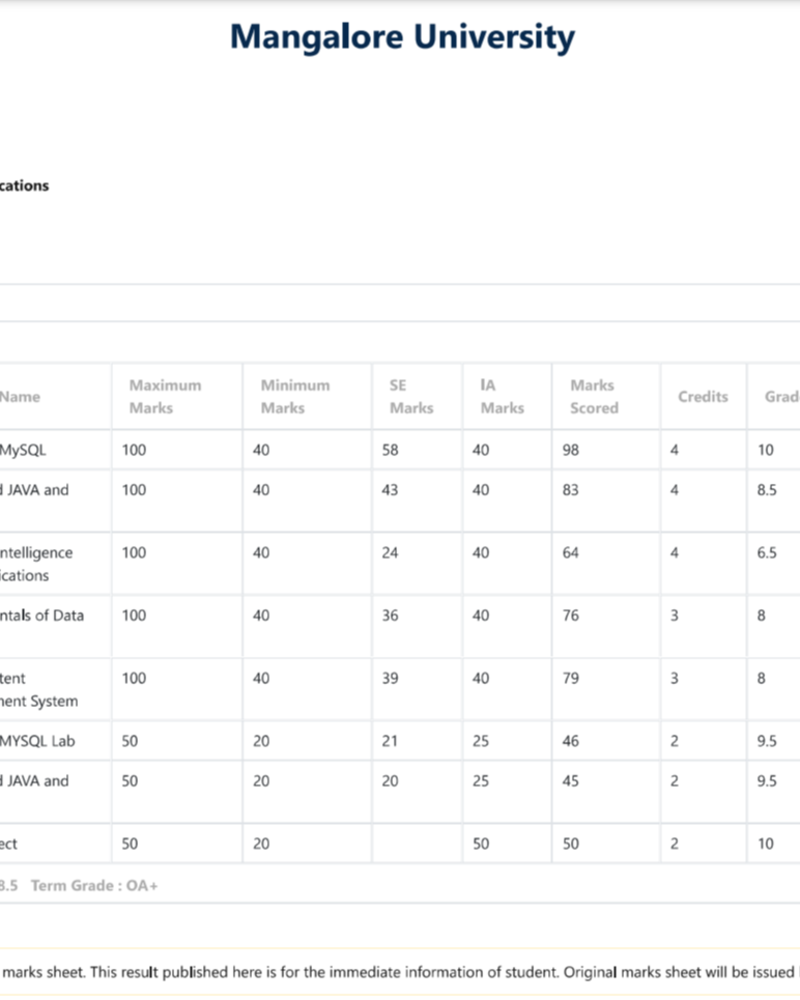 Mangalore University
cations
Name Maximum Marks Minimum Marks SE Marks IA Marks Marks Scored Credits Grad
MySQL 100 40 58 40 98 4 10
d JAVA and 100 40 43 40 83 4 8.5
ntelligence 100 40 24 40 64 4 6.5
ications
ntals of Data 100 40 36 40 76 3 8
tent 100 40 39 40 79 3 8
nent System
MYSQL Lab 50 20 21 25 46 2 9.5
d JAVA and 50 20 20 25 45 2 9.5
ect 50 20 50 50 2 10
8.5 Term Grade : OA+
marks sheet. This result published here is for the immediate information of student. Original marks sheet will be issued